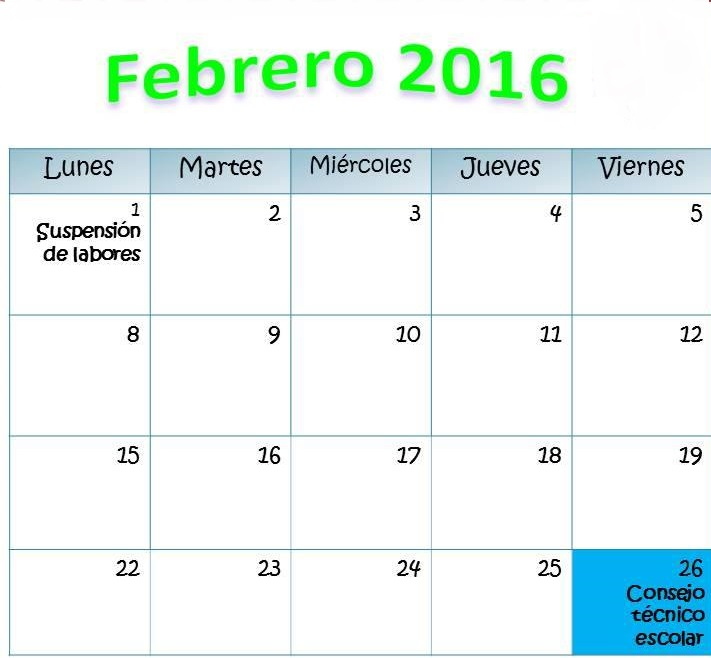 Febrero 2016
Lunes Martes Miércoles Jueves Viernes
1 2 3 4 5
Suspensión
de labores
8 9 10 11 12
15 16 17 18 19
22 23 24 25 26
Consejo
técnico
escolar